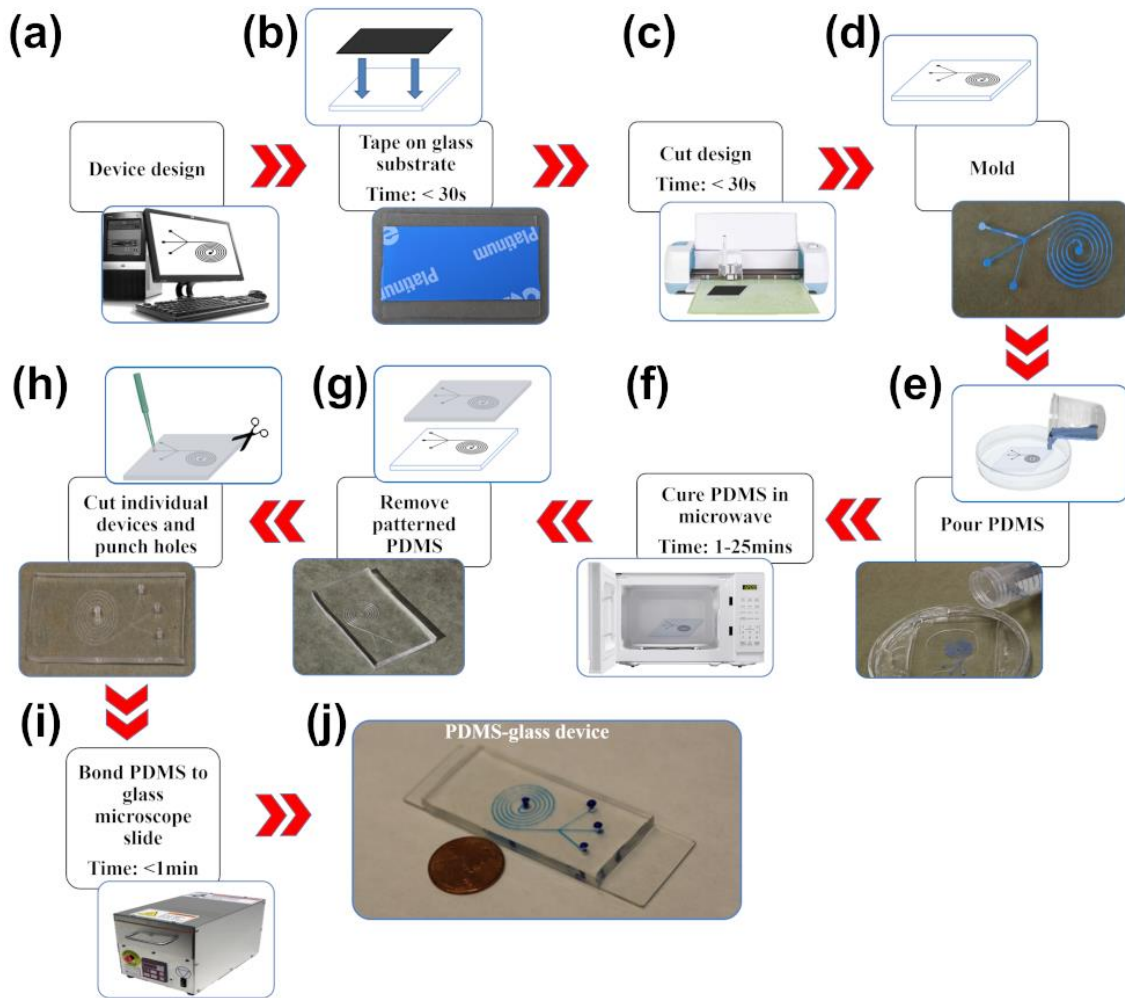 (a)
Device design
(b)
Tape on glass
substrate
Time: < 30s
Platinum
Platinum
(c)
Cut design
Time: < 30s
(d)
Mold
(e)
Pour PDMS
(f)
Cure PDMS in
microwave
Time: 1-25mins
(g)
Remove
patterned
PDMS
(h)
Cut individual
devices and
punch holes
(i)
Bond PDMS to
glass
microscope
slide
Time: <1min
(j)
PDMS-glass device